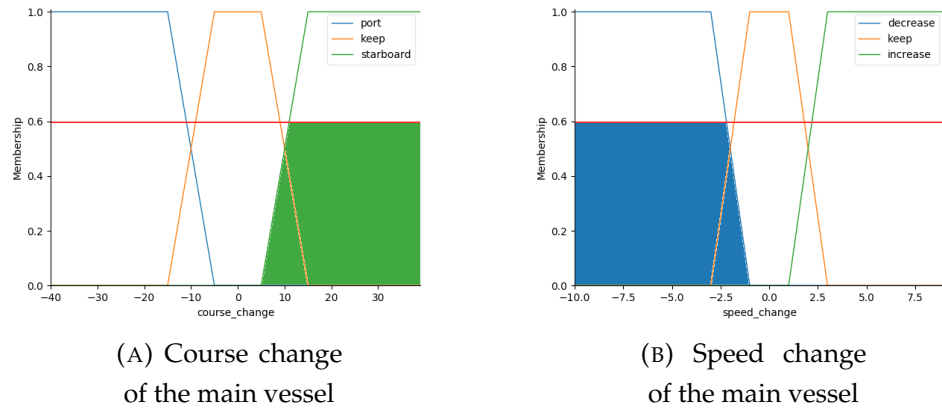 port
keep
starboard
1.0
0.8
0.6
0.4
0.2
0.0
Membership
−40 −30 −20 −10 0 10 20 30
course_change
decrease
keep
increase
1.0
0.8
0.6
0.4
0.2
0.0
Membership
−10.0 −7.5 −5.0 −2.5 0.0 2.5 5.0 7.5
speed_change
(A) Course change
of the main vessel
(B) Speed change
of the main vessel